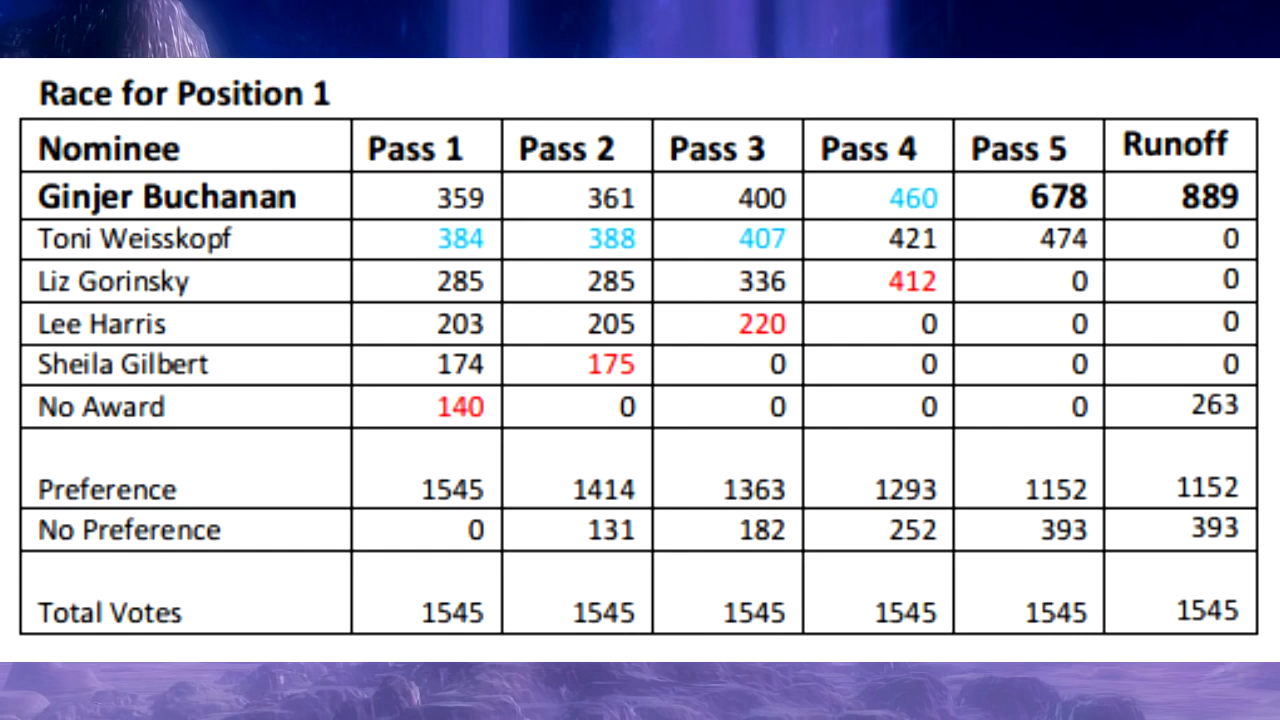 Race for Position 1
Nominee Pass 1 Pass 2 Pass 3 Pass 4 Pass 5 Runoff
Ginjer Buchanan 359 361 400 460 678 889
Toni Weisskopf 384 388 407 421 474 0
Liz Gorinsky 285 285 336 412 0 0
Lee Harris 203 205 220 0 0 0
Sheila Gilbert 174 175 0 0 0 0
No Award 140 0 0 0 0 263
Preference 1545 1414 1363 1293 1152 1152
No Preference 0 131 182 252 393 393
Total Votes 1545 1545 1545 1545 1545 1545